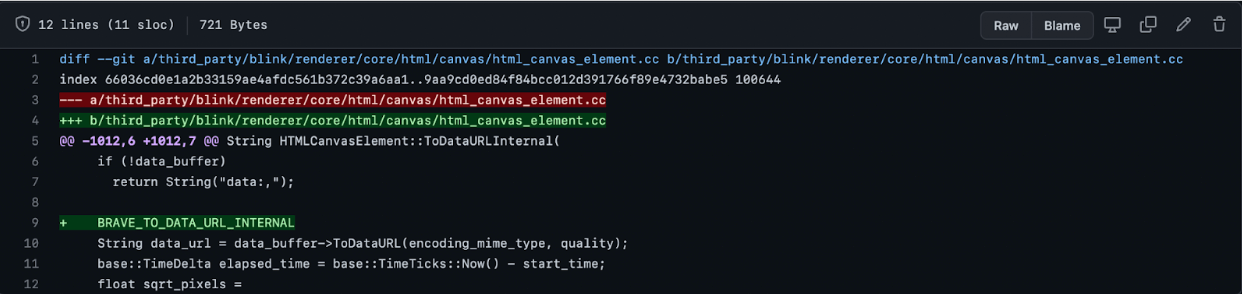 12 lines (11 sloc) 721 Bytes Raw Blame
1 diff --git a/third_party/blink/renderer/core/html/canvas/html_canvas_element.cc b/third_party/blink/renderer/core/html/canvas/html_canvas_element.cc
2 index 66036cd0e1a2b33159ae4afdc561b372c39a6aa1..9aa9cd0ed84f84bcc012d391766f89e4732babe5 100644
3 --- a/third_party/blink/renderer/core/html/canvas/html_canvas_element.cc
4 +++ b/third_party/blink/renderer/core/html/canvas/html_canvas_element.cc
5 @@ -1012,6 +1012,7 @@ String HTMLCanvasElement::ToDataURLInternal(
6 if (!data_buffer)
7 return String("data:,");
8
9 + BRAVE_TO_DATA_URL_INTERNAL
10 String data_url = data_buffer->ToDataURL(encoding_mime_type, quality);
11 base::TimeDelta elapsed_time = base::TimeTicks::Now() - start_time;
12 float sqrt_pixels =